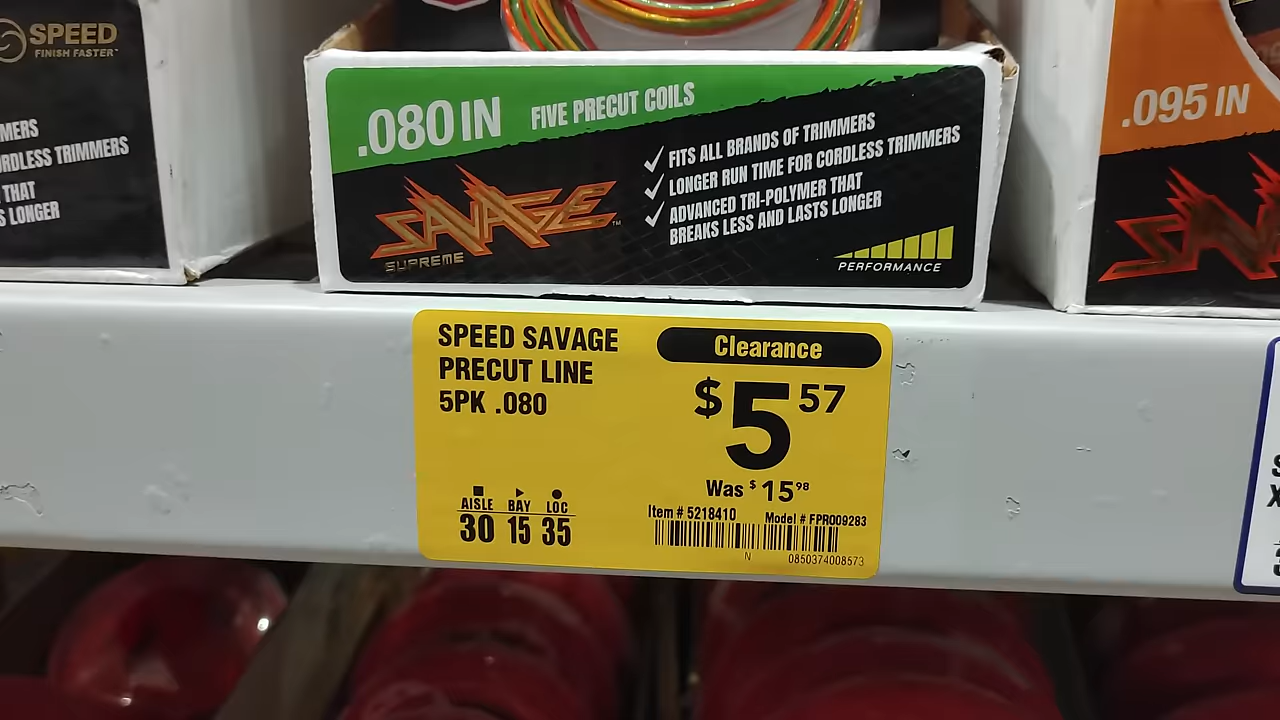 SPEED
FINISH FASTER
MERS
ORDLESS TRIMMERS
THAT
S LONGER
.080 IN FIVE PRECUT COILS
SAVAGE™
SUPREME
✓ FITS ALL BRANDS OF TRIMMERS
✓ LONGER RUN TIME FOR CORDLESS TRIMMERS
✓ ADVANCED TRI-POLYMER THAT
BREAKS LESS AND LASTS LONGER
PERFORMANCE
.095 IN
SAV
SPEED SAVAGE
PRECUT LINE
5PK .080
Clearance
$5 57
Was $15 98
AISLE BAY LOC
30 15 35
Item # 5218410 Model # FPR009283
N 0850374008573